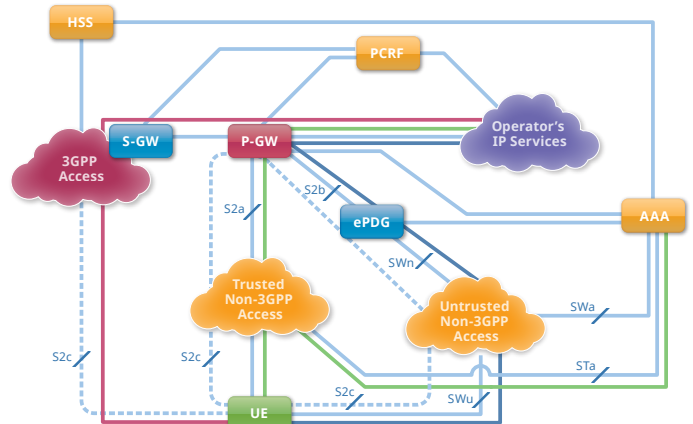 HSS
PCRF
S-GW
P-GW
Operator's
IP Services
3GPP
Access
S2b
S2a
ePDG
AAA
SWn
Trusted
Non-3GPP
Access
Untrusted
Non-3GPP
Access
SWa
S2c
S2c
STa
S2c
SWu
UE